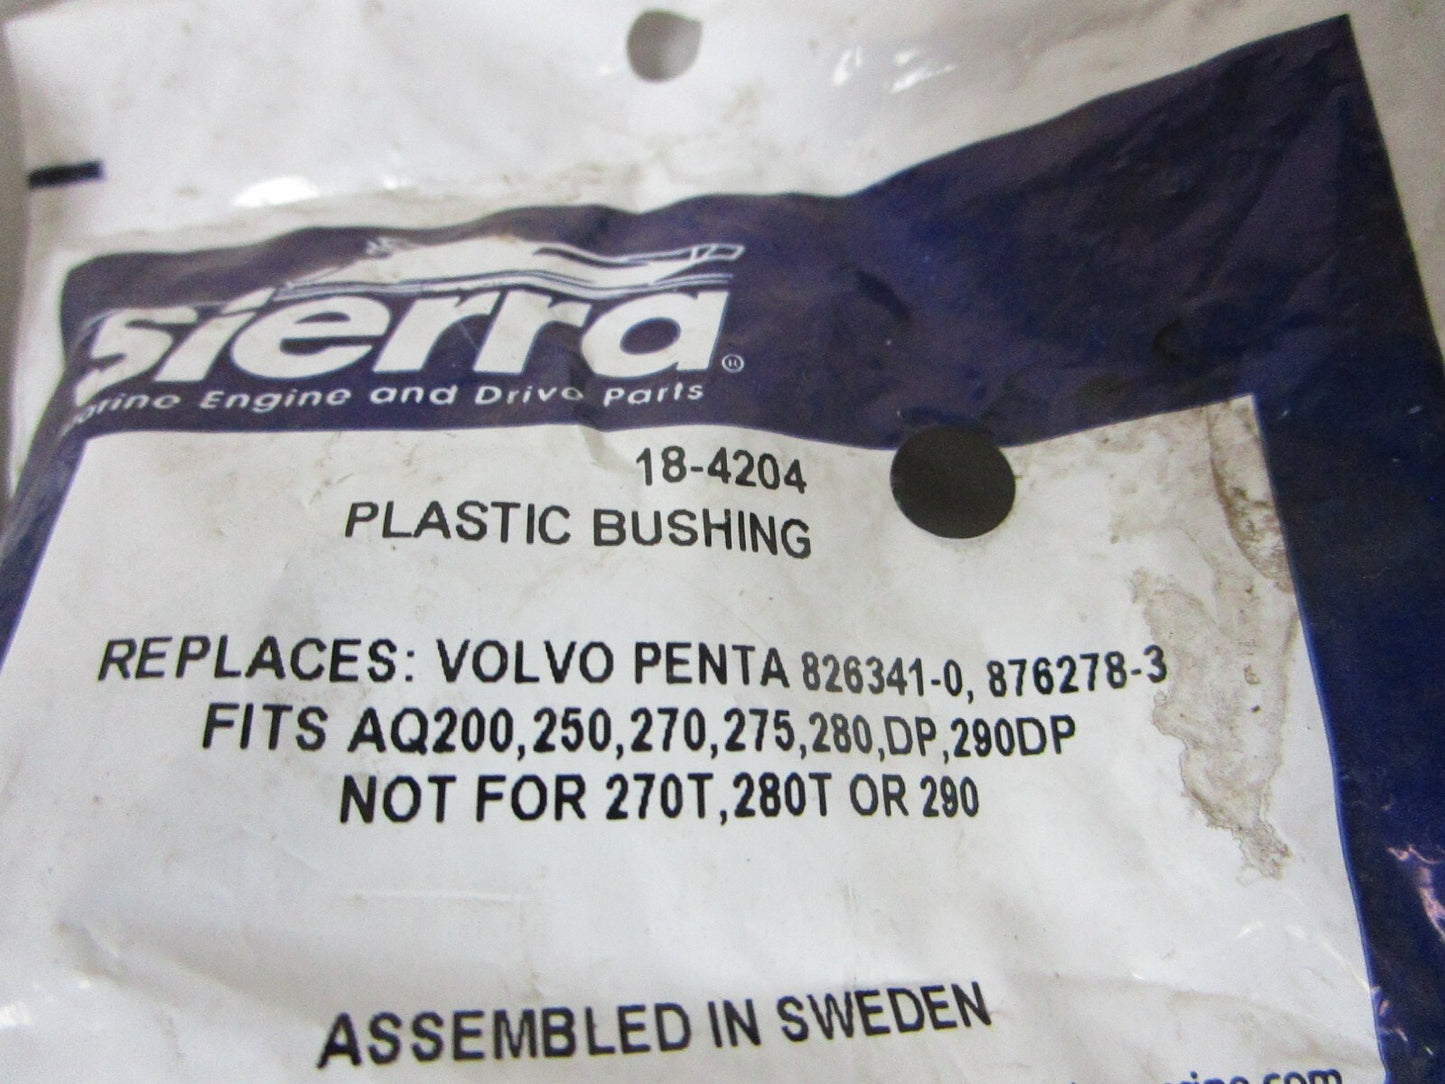 sierra®
Engine and Drive Parts
18-4204
PLASTIC BUSHING
REPLACES: VOLVO PENTA 826341-0, 876278-3
FITS AQ200,250,270,275,280,DP,290DP
NOT FOR 270T,280T OR 290
ASSEMBLED IN SWEDEN